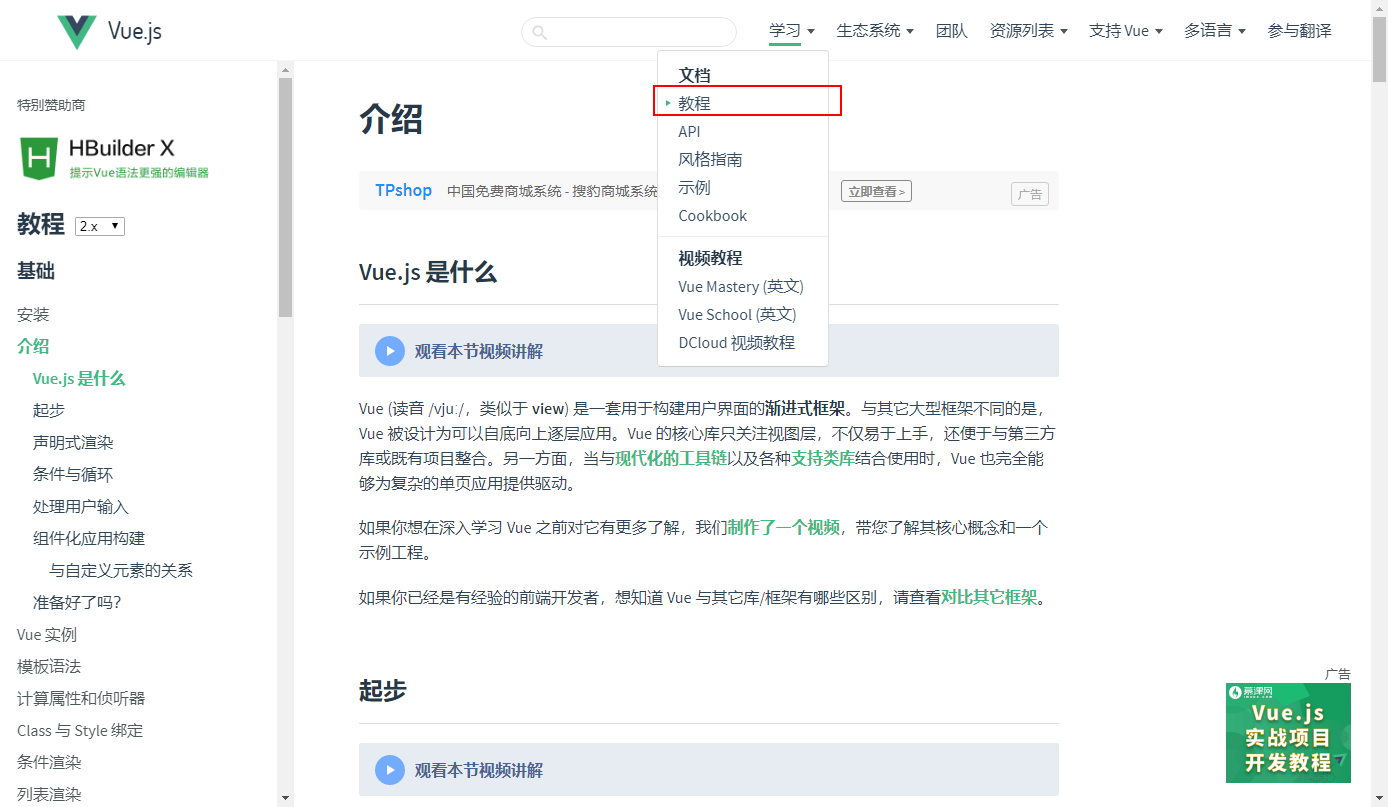 Vue.js
学习
生态系统
团队
资源列表
支持 Vue
多语言
参与翻译
文档
教程
API
风格指南
示例
Cookbook
视频教程
Vue Mastery (英文)
Vue School (英文)
DCloud 视频教程
特别赞助商
HBuilder X
提示Vue语法更强的编辑器
教程 2.x
基础
安装
介绍
Vue.js 是什么
起步
声明式渲染
条件与循环
处理用户输入
组件化应用构建
与自定义元素的关系
准备好了吗?
Vue 实例
模板语法
计算属性和侦听器
Class 与 Style 绑定
条件渲染
列表渲染
介绍
TPshop 中国免费商城系统 - 搜豹商城系统
立即查看>
广告
Vue.js 是什么
观看本节视频讲解
Vue (读音 /vjuː/，类似于 view) 是一套用于构建用户界面的渐进式框架。与其它大型框架不同的是，
Vue 被设计为可以自底向上逐层应用。Vue 的核心库只关注视图层，不仅易于上手，还便于与第三方
库或既有项目整合。另一方面，当与现代化的工具链以及各种支持类库结合使用时，Vue 也完全能
够为复杂的单页应用提供驱动。
如果你想在深入学习 Vue 之前对它有更多了解，我们制作了一个视频，带您了解其核心概念和一个
示例工程。
如果你已经是有经验的前端开发者，想知道 Vue 与其它库/框架有哪些区别，请查看对比其它框架。
起步
观看本节视频讲解
广告
慕课网
Vue.js
实战项目
开发教程